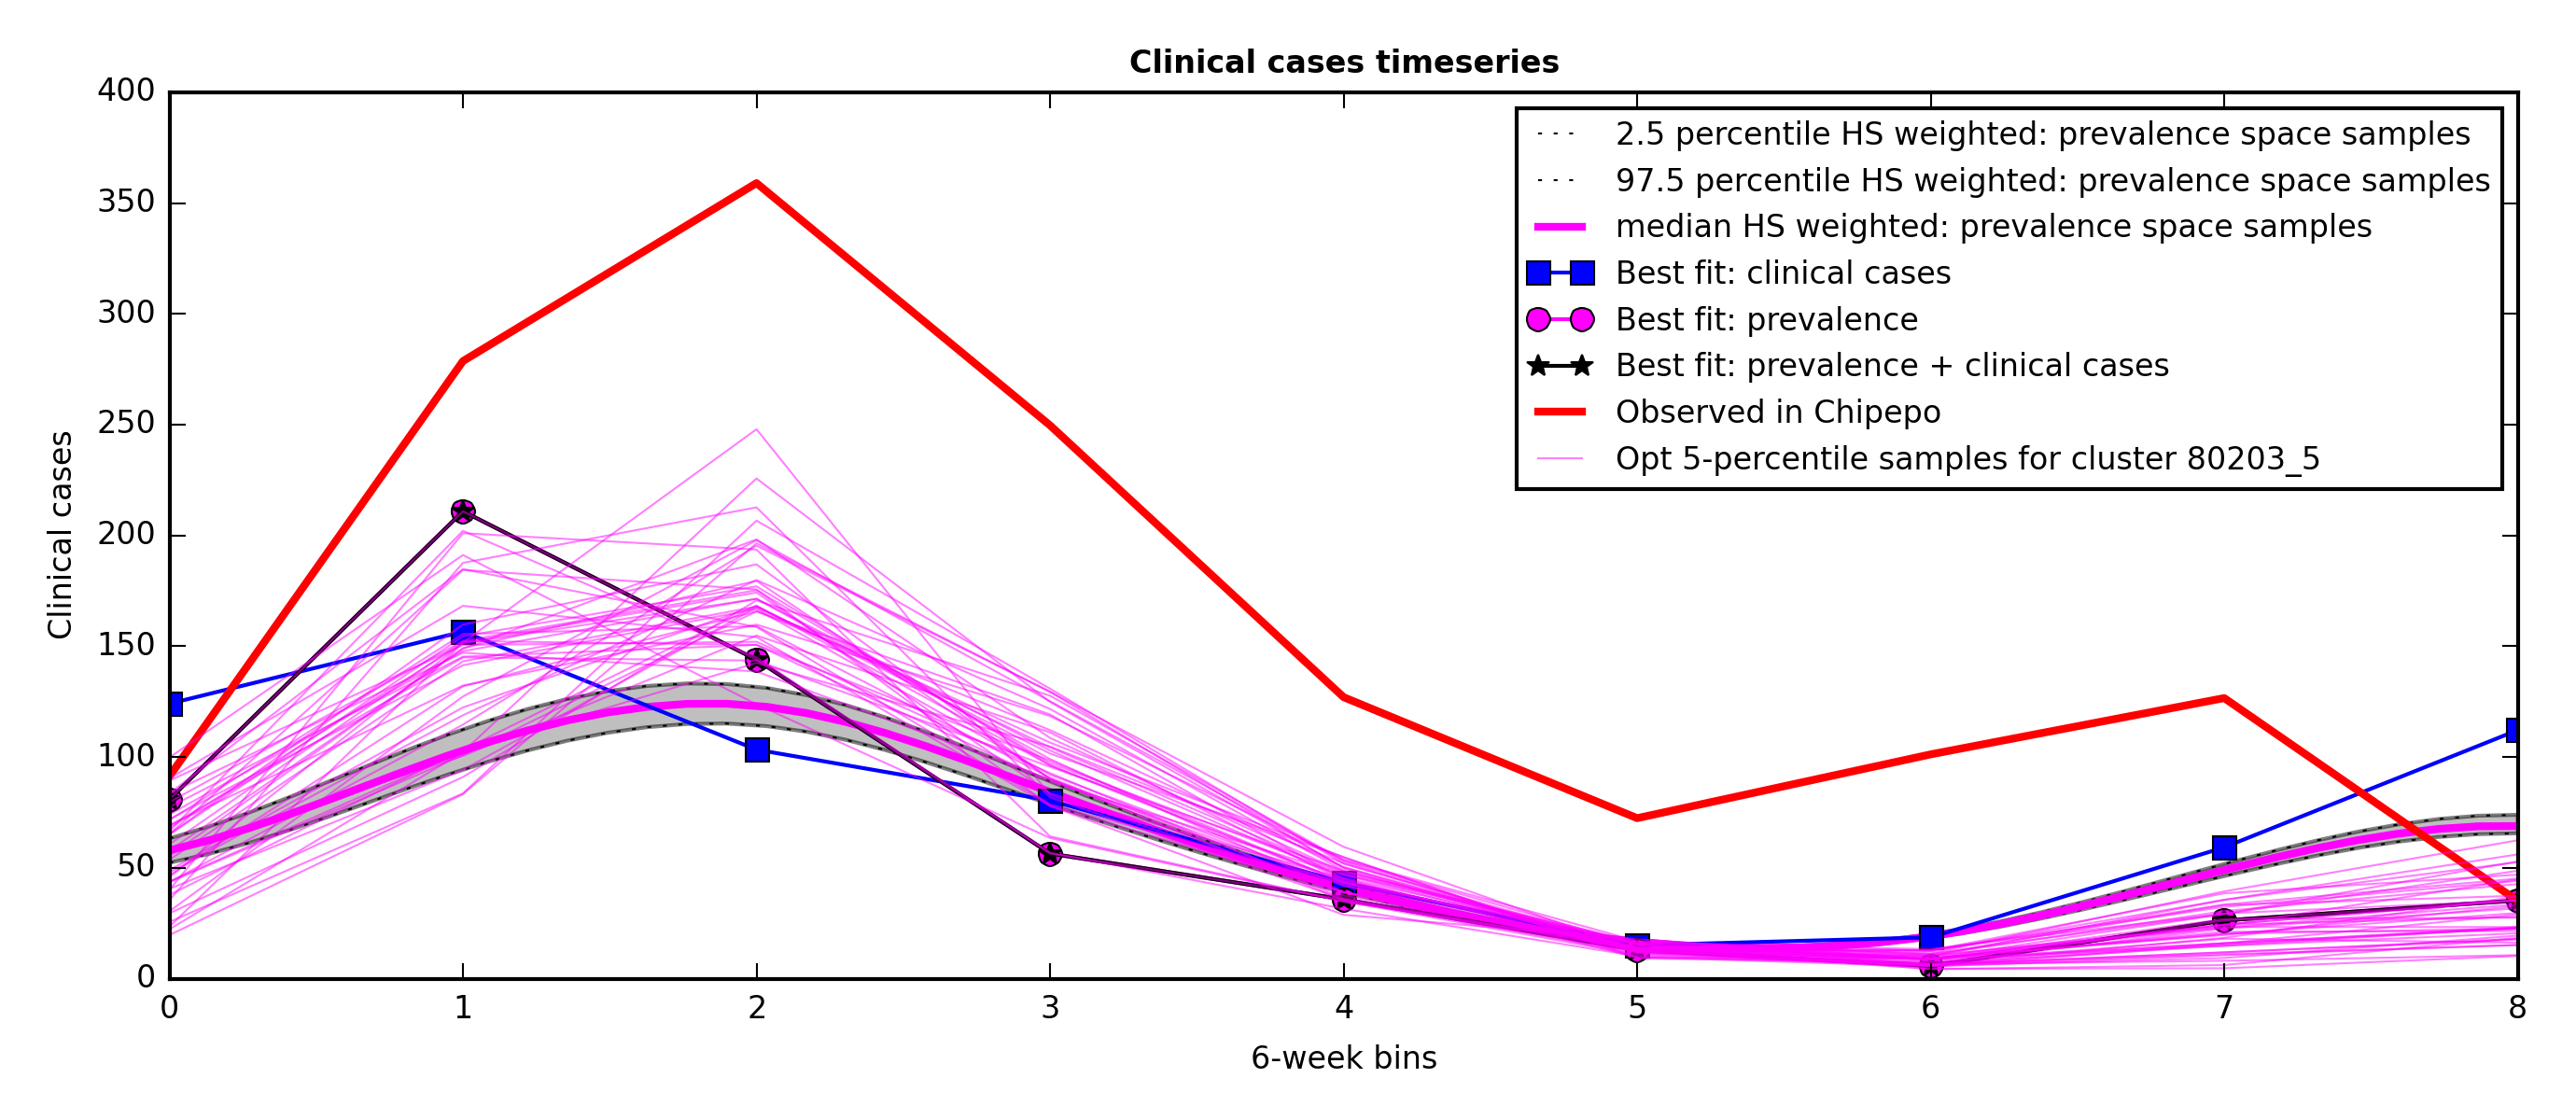 Clinical cases timeseries
400
350
300
250
200
150
100
50
0
Clinical cases
2.5 percentile HS weighted: prevalence space samples
97.5 percentile HS weighted: prevalence space samples
median HS weighted: prevalence space samples
Best fit: clinical cases
Best fit: prevalence
Best fit: prevalence + clinical cases
Observed in Chipepo
Opt 5-percentile samples for cluster 80203_5
0 1 2 3 4 5 6 7 8
6-week bins